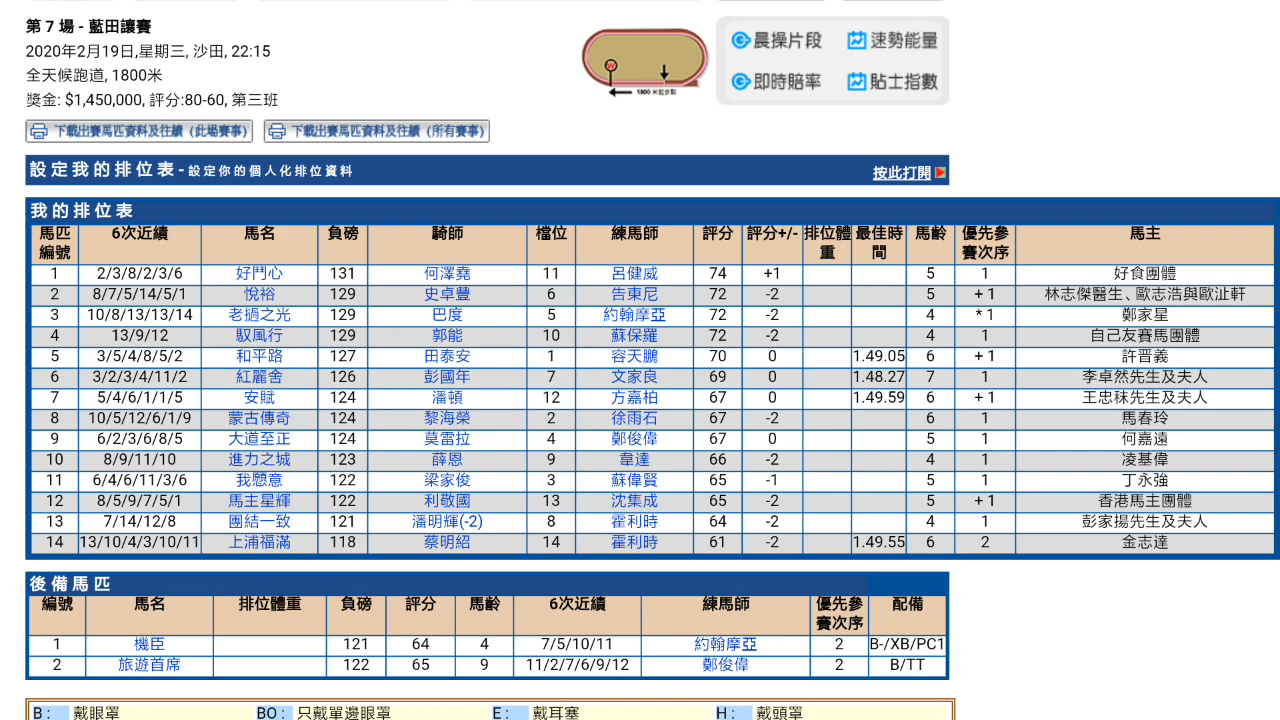 第 7 場 - 藍田讓賽
2020年2月19日,星期三, 沙田, 22:15
全天候跑道, 1800米
獎金: $1,450,000, 評分:80-60, 第三班
1800 米起步點
晨操片段 速勢能量
即時賠率 貼士指數
下載出賽馬匹資料及往績 (此場賽事) 下載出賽馬匹資料及往績 (所有賽事)
設定我的排位表 - 設定你的個人化排位資料 按此打開
我的排位表
馬匹編號 6次近績 馬名 負磅 騎師 檔位 練馬師 評分 評分+/- 排位體重 最佳時間 馬齡 優先參賽次序 馬主
1 2/3/8/2/3/6 好鬥心 131 何澤堯 11 呂健威 74 +1 5 1 好食團體
2 8/7/5/14/5/1 悅裕 129 史卓豐 6 告東尼 72 -2 5 + 1 林志傑醫生、歐志浩與歐沚軒
3 10/8/13/13/14 老撾之光 129 巴度 5 約翰摩亞 72 -2 4 * 1 鄭家星
4 13/9/12 馭風行 129 郭能 10 蘇保羅 72 -2 4 1 自己友賽馬團體
5 3/5/4/8/5/2 和平路 127 田泰安 1 容天鵬 70 0 1.49.05 6 + 1 許晋義
6 3/2/3/4/11/2 紅麗舍 126 彭國年 7 文家良 69 0 1.48.27 7 1 李卓然先生及夫人
7 5/4/6/1/1/5 安賦 124 潘頓 12 方嘉柏 67 0 1.49.59 6 + 1 王忠秣先生及夫人
8 10/5/12/6/1/9 蒙古傳奇 124 黎海榮 2 徐雨石 67 -2 6 1 馬春玲
9 6/2/3/6/8/5 大道至正 124 莫雷拉 4 鄭俊偉 67 0 5 1 何嘉遠
10 8/9/11/10 進力之城 123 薛恩 9 韋達 66 -2 4 1 凌基偉
11 6/4/6/11/3/6 我戇意 122 梁家俊 3 蘇偉賢 65 -1 5 1 丁永強
12 8/5/9/7/5/1 馬主星輝 122 利敬國 13 沈集成 65 -2 5 + 1 香港馬主團體
13 7/14/12/8 團結一致 121 潘明輝(-2) 8 霍利時 64 -2 4 1 彭家揚先生及夫人
14 13/10/4/3/10/11 上浦福滿 118 蔡明紹 14 霍利時 61 -2 1.49.55 6 2 金志達
後備馬匹
編號 馬名 排位體重 負磅 評分 馬齡 6次近績 練馬師 優先參賽次序 配備
1 機臣 121 64 4 7/5/10/11 約翰摩亞 2 B-/XB/PC1
2 旅遊首席 122 65 9 11/2/7/6/9/12 鄭俊偉 2 B/TT
B : 戴眼罩 BO : 只戴單邊眼罩 E : 戴耳塞 H : 戴頭罩